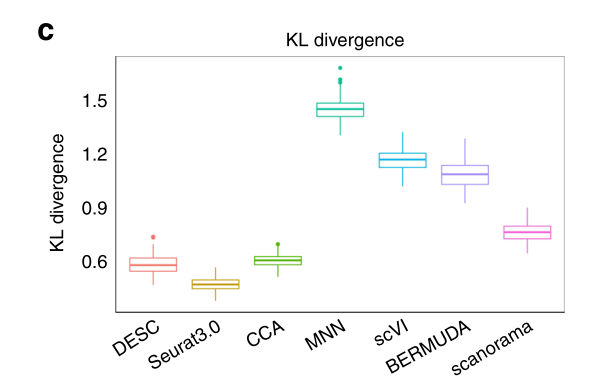 c
KL divergence
KL divergence
1.5
1.2
0.9
0.6
DESC
Seurat3.0
CCA
MNN
scVI
BERMUDA
scanorama